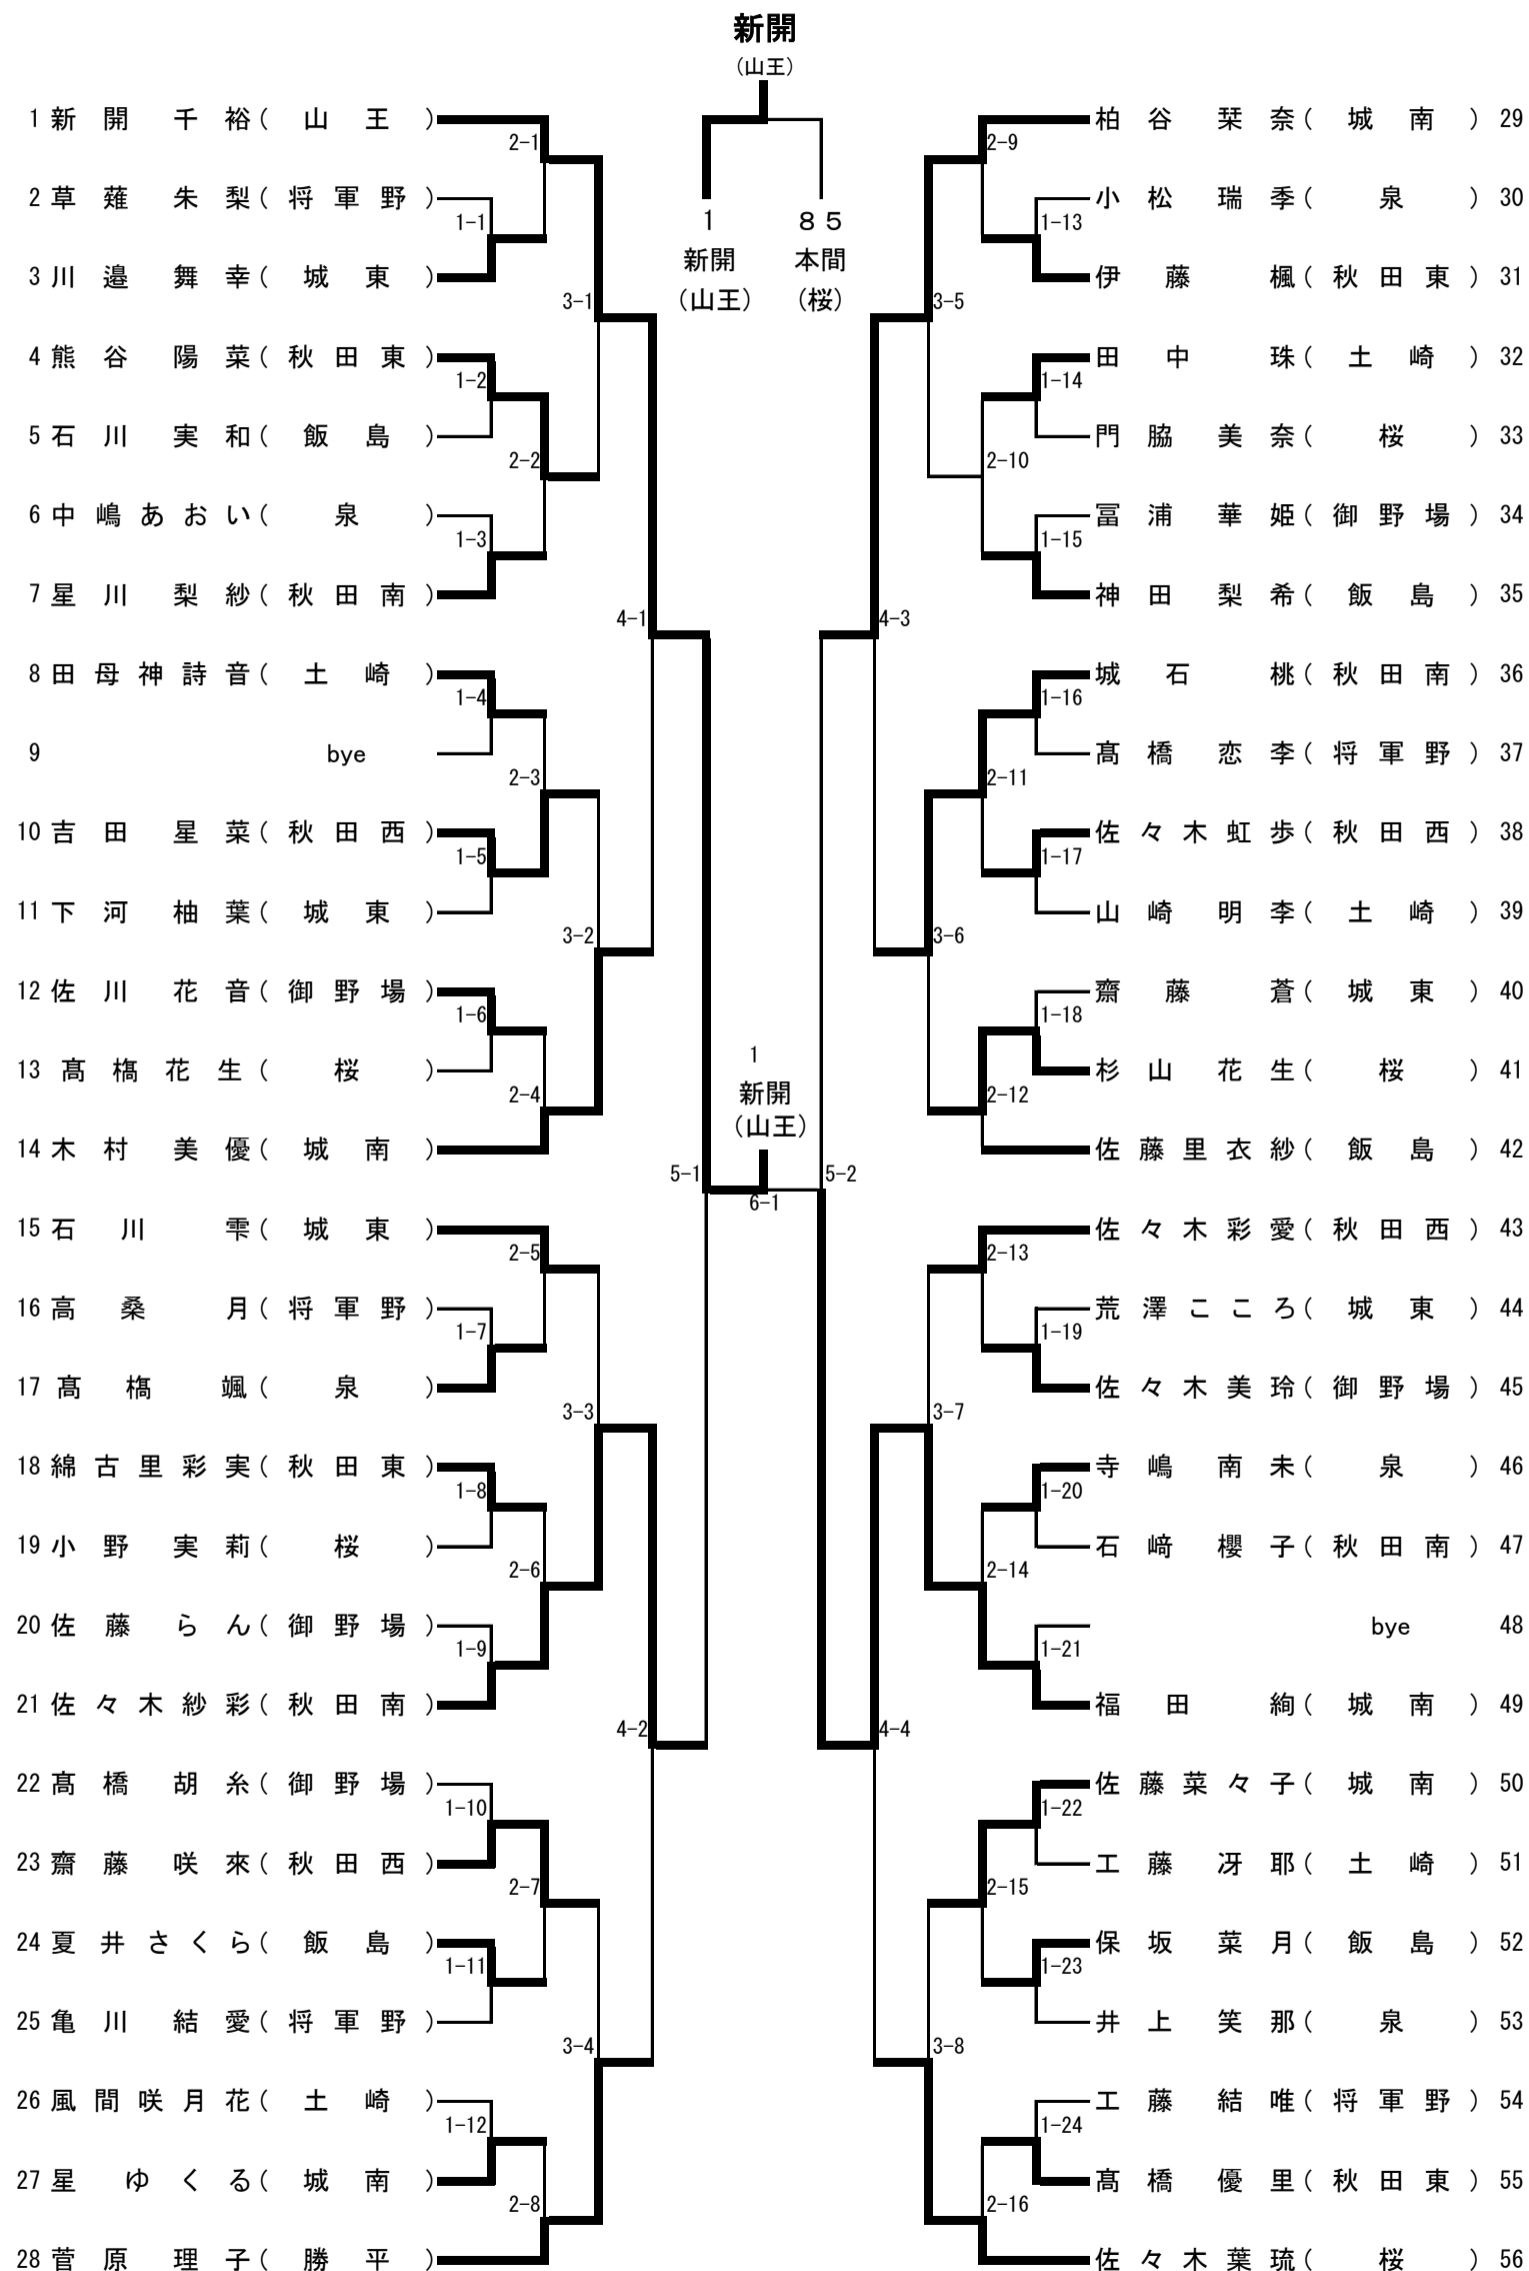 新開
(山王)
1 85
新開 本間
(山王) (桜)
1 新開 千裕 (山王)
2-1
2 草薙 朱梨 (将軍野)
1-1
3 川邉 舞幸 (城東)
3-1
4 熊谷 陽菜 (秋田東)
1-2
5 石川 実和 (飯島)
2-2
6 中嶋あおい (泉)
1-3
7 星川 梨紗 (秋田南)
4-1
8 田母神詩音 (土崎)
1-4
9 bye
2-3
10 吉田 星菜 (秋田西)
1-5
11 下河 柚葉 (城東)
3-2
12 佐川 花音 (御野場)
1-6
13 髙橋花生 (桜)
2-4
14 木村 美優 (城南)
5-1
15 石川 雫 (城東)
2-5
16 高桑 月 (将軍野)
1-7
17 髙橋 颯 (泉)
3-3
18 綿古里彩実 (秋田東)
1-8
19 小野 実莉 (桜)
2-6
20 佐藤 らん (御野場)
1-9
21 佐々木紗彩 (秋田南)
4-2
22 髙橋 胡糸 (御野場)
1-10
23 齋藤 咲來 (秋田西)
2-7
24 夏井さくら (飯島)
1-11
25 亀川 結愛 (将軍野)
3-4
26 風間咲月花 (土崎)
1-12
27 星 ゆくる (城南)
2-8
28 菅原 理子 (勝平)
1
新開
(山王)
6-1
柏谷 栞奈 (城南) 29
2-9
小松 瑞季 (泉) 30
1-13
伊藤 楓 (秋田東) 31
3-5
田中 珠 (土崎) 32
1-14
門脇 美奈 (桜) 33
2-10
冨浦 華姫 (御野場) 34
1-15
神田 梨希 (飯島) 35
4-3
城石 桃 (秋田南) 36
1-16
髙橋 恋李 (将軍野) 37
2-11
佐々木虹歩 (秋田西) 38
1-17
山崎 明李 (土崎) 39
3-6
齋藤 蒼 (城東) 40
1-18
杉山 花生 (桜) 41
2-12
佐藤里衣紗 (飯島) 42
5-2
佐々木彩愛 (秋田西) 43
2-13
荒澤こころ (城東) 44
1-19
佐々木美玲 (御野場) 45
3-7
寺嶋 南未 (泉) 46
1-20
石﨑 櫻子 (秋田南) 47
2-14
bye 48
1-21
福田 絢 (城南) 49
4-4
佐藤菜々子 (城南) 50
1-22
工藤 冴耶 (土崎) 51
2-15
保坂 菜月 (飯島) 52
1-23
井上 笑那 (泉) 53
3-8
工藤 結唯 (将軍野) 54
1-24
髙橋 優里 (秋田東) 55
2-16
佐々木葉琉 (桜) 56